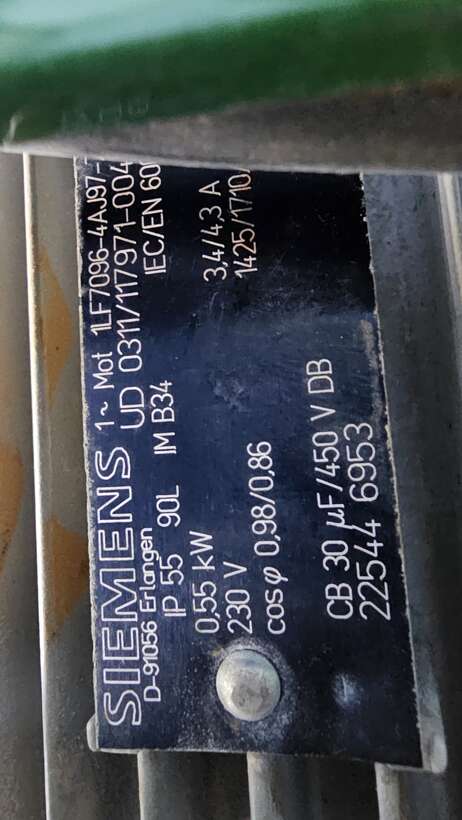 SIEMENS 1~ Mot 1LF7096-4AJ97-
D-91056 Erlangen UD 0311/117971-004
IP 55 90L IM B34 IEC/EN 600
0,55 kW 3,4/4,3 A
230 V 1425/1710
cosφ 0,98/0,86
CB 30 µF/450 V DB
22544 6953